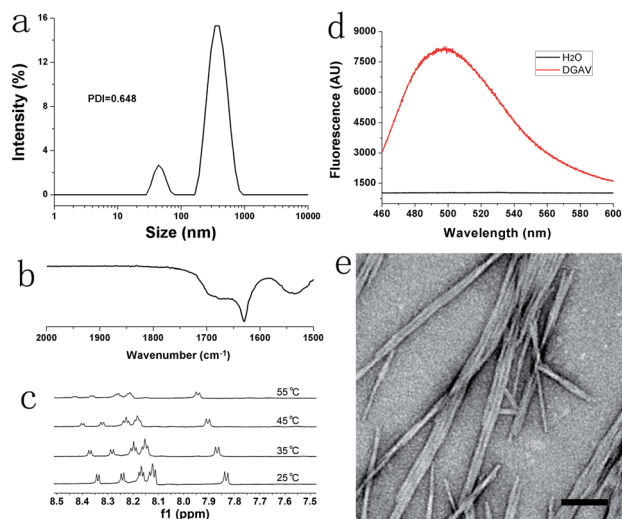 a
16
12
8
4
0
Intensity (%)
PDI=0.648
1 10 100 1000 10000
Size (nm)
b
2000 1900 1800 1700 1600 1500
Wavenumber (cm-1)
c
55℃
45℃
35℃
25℃
8.5 8.4 8.3 8.2 8.1 8.0 7.9 7.8 7.7 7.6 7.5
f1 (ppm)
d
9000
7500
6000
4500
3000
1500
Fluorescence (AU)
H2O
DGAV
460 480 500 520 540 560 580 600
Wavelength (nm)
e